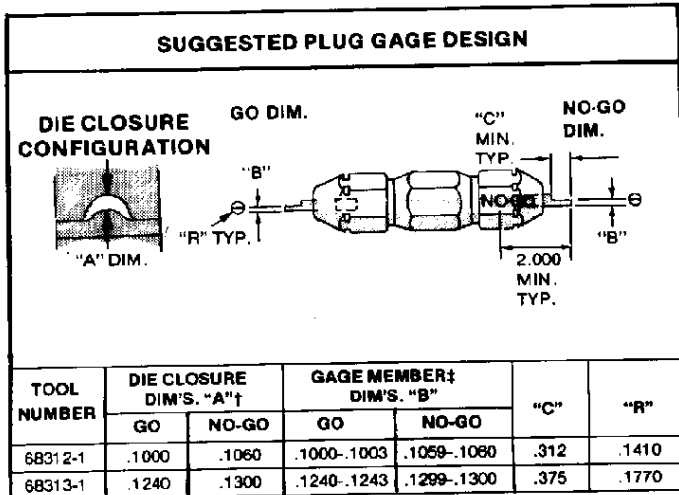 SUGGESTED PLUG GAGE DESIGN
DIE CLOSURE
CONFIGURATION
"A" DIM.
GO DIM.
"B"
"R" TYP.
"C"
MIN.
TYP.
NO-GO
DIM.
NO-GO
"B"
2.000
MIN.
TYP.
TOOL
NUMBER
DIE CLOSURE
DIM'S. "A"†
GAGE MEMBER‡
DIM'S. "B"
"C"
"R"
GO NO-GO GO NO-GO
68312-1 .1000 .1060 .1000-.1003 .1059-.1060 .312 .1410
68313-1 .1240 .1300 .1240-.1243 .1299-.1300 .375 .1770